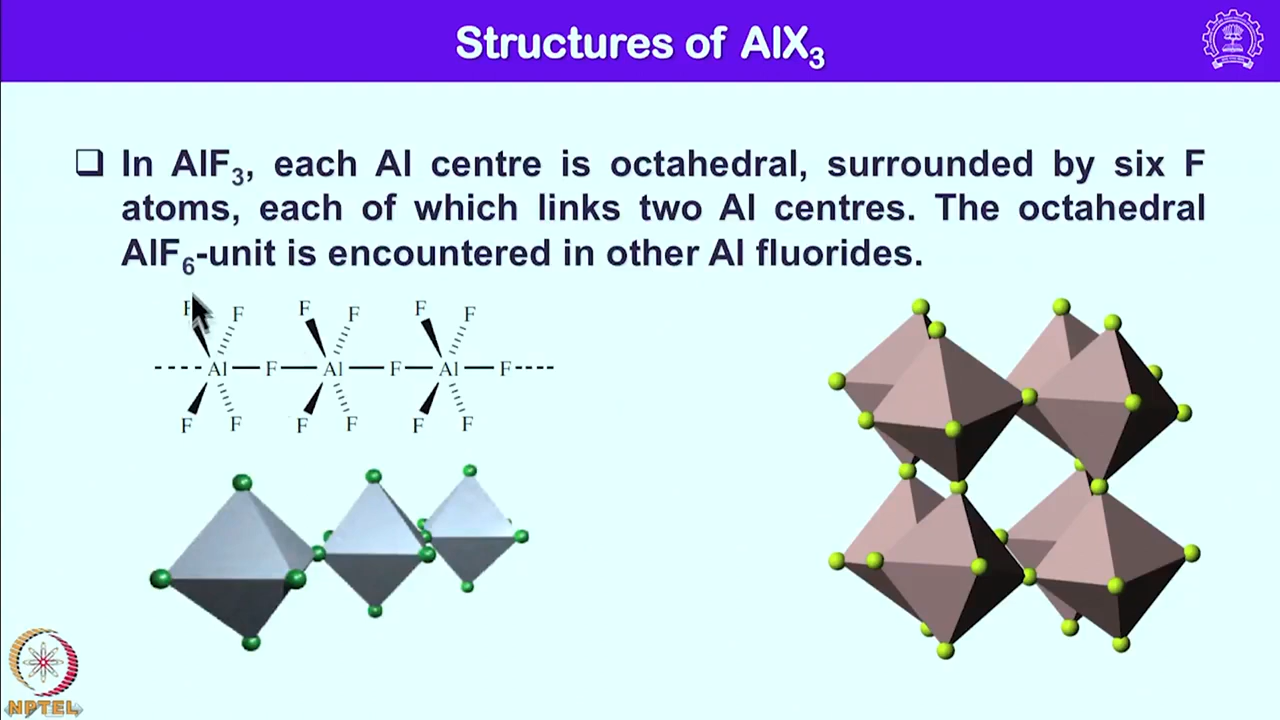 Structures of AlX₃
❑ In AlF₃, each Al centre is octahedral, surrounded by six F
atoms, each of which links two Al centres. The octahedral
AlF₆-unit is encountered in other Al fluorides.
F F F F F F
Al F Al F Al F
F F F F F F
NPTEL